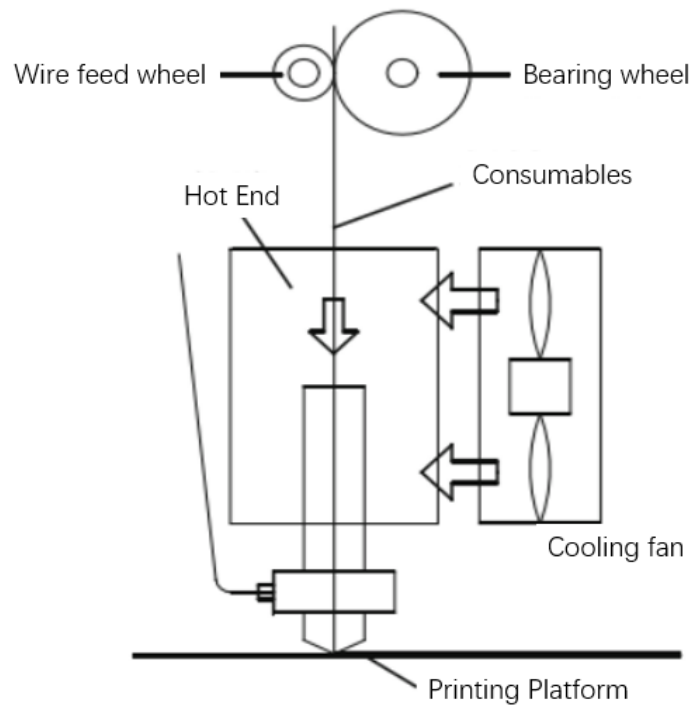 Wire feed wheel
Bearing wheel
Consumables
Hot End
Cooling fan
Printing Platform